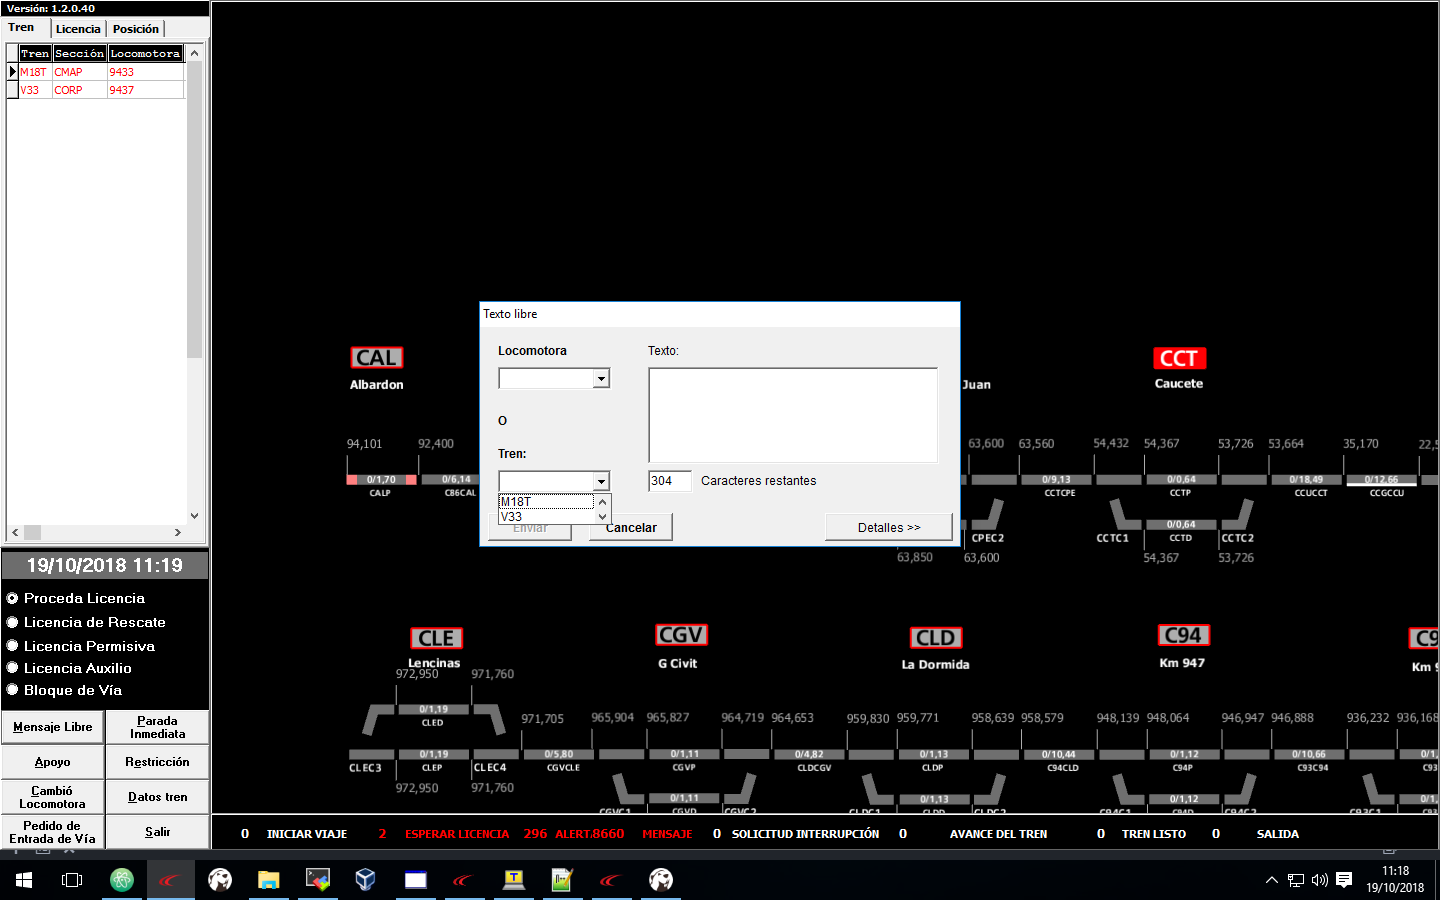 Versión: 1.2.0.40
Tren Licencia Posición
Tren Sección Locomotora
M18T CMAP 9433
V33 CORP 9437
19/10/2018 11:19
Proceda Licencia
Licencia de Rescate
Licencia Permisiva
Licencia Auxilio
Bloque de Vía
Mensaje Libre
Parada Inmediata
Apoyo
Restricción
Cambió Locomotora
Datos tren
Pedido de Entrada de Vía
Salir
Texto libre
Locomotora
Texto:
O
Tren:
M18T
V33
304 Caracteres restantes
Enviar
Cancelar
Detalles >>
CAL
Albardon
Juan
CCT
Caucete
94,101 92,400 63,600 63,560 54,432 54,367 53,726 53,664 35,170 22,5
0/1,70 0/6,14 0/9,13 0/0,64 0/18,49 0/12,66
CALP C86CAL CCTCPE CCTP CCUCCT CCGCCU
0/0,64
CPEC2 CCTC1 CCTD CCTC2
63,850 63,600 54,367 53,726
CLE
Lencinas
CGV
G Civit
CLD
La Dormida
C94
Km 947
C9
Km 9
972,950 971,760
0/1,19
CLED
971,705 965,904 965,827 964,719 964,653 959,830 959,771 958,639 958,579 948,139 948,064 946,947 946,888 936,232 936,168
0/1,19 0/5,80 0/1,11 0/4,82 0/1,13 0/10,44 0/1,12 0/10,66 0/1,
CLEC3 CLEP CLEC4 CGVCLE CGVP CLDCGV CLDP C94CLD C94P C93C94 C93
972,950 971,760
0/1,11 0/1,13 0/1,12 0/1,
CGVC1 CGVD CGVC2 CLDC1 CLDD CLDC2 C94C1 C94D C94C2 C93C1
0 INICIAR VIAJE 2 ESPERAR LICENCIA 296 ALERT.8660 MENSAJE 0 SOLICITUD INTERRUPCIÓN 0 AVANCE DEL TREN 0 TREN LISTO 0 SALIDA
11:18
19/10/2018